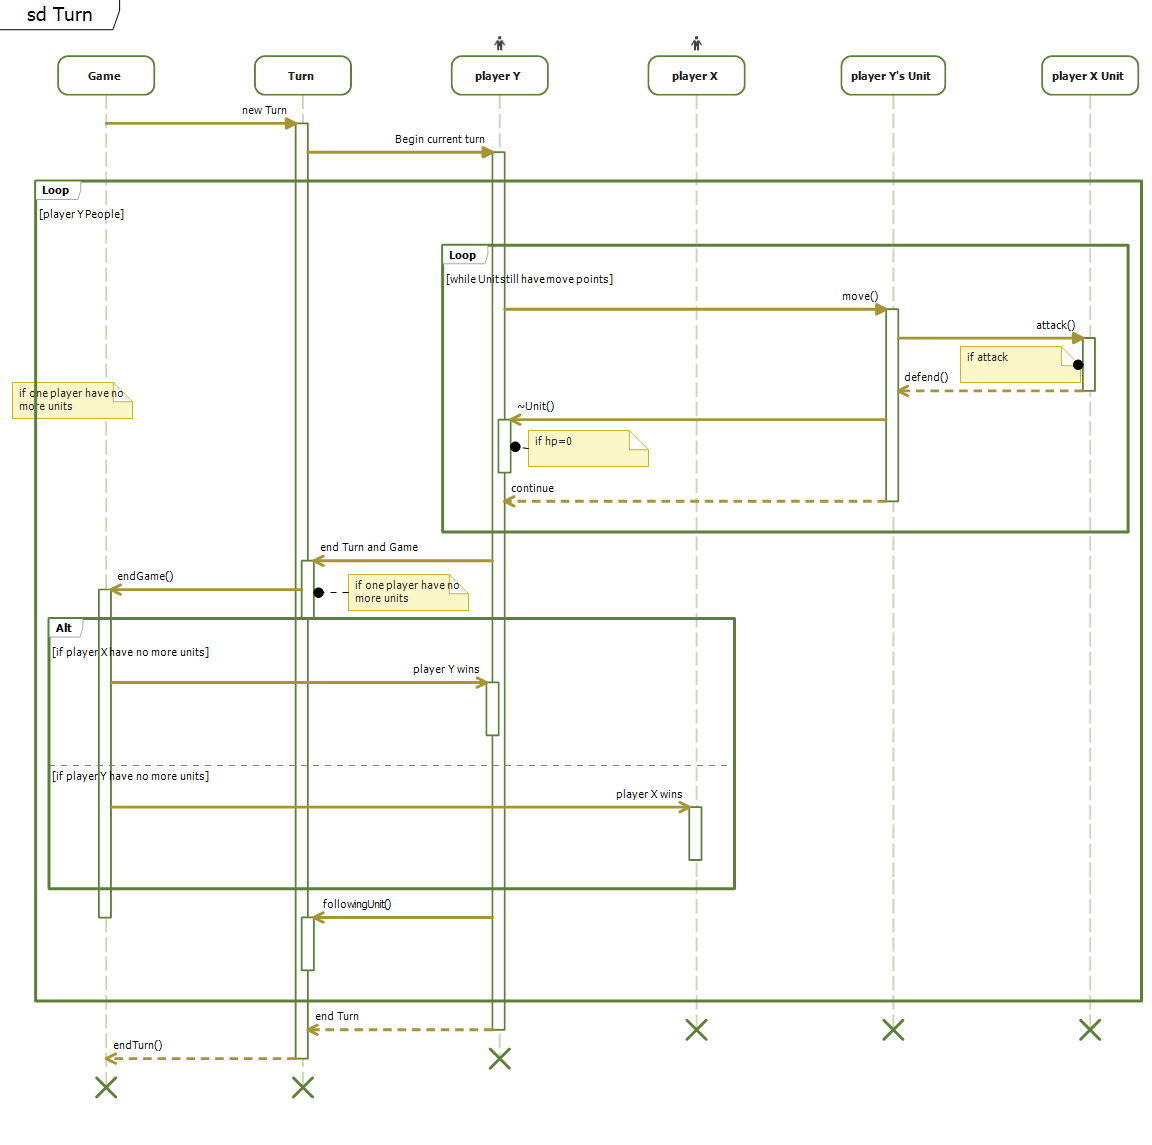 sd Turn
Game
Turn
player Y
player X
player Y's Unit
player X Unit
new Turn
Begin current turn
Loop
[player Y People]
Loop
[while Unit still have move points]
move()
attack()
if attack
defend()
if one player have no
more units
~Unit()
if hp=0
continue
end Turn and Game
endGame()
if one player have no
more units
Alt
[if player X have no more units]
player Y wins
[if player Y have no more units]
player X wins
followingUnit()
end Turn
endTurn()